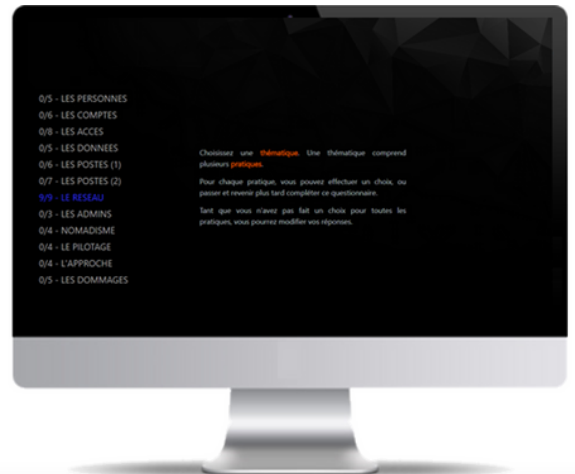 0/5 - LES PERSONNES
0/6 - LES COMPTES
0/8 - LES ACCES
0/5 - LES DONNEES
0/6 - LES POSTES (1)
0/7 - LES POSTES (2)
9/9 - LE RESEAU
0/3 - LES ADMINS
0/4 - NOMADISME
0/4 - LE PILOTAGE
0/4 - L'APPROCHE
0/5 - LES DOMMAGES
Choisissez une thématique. Une thématique comprend
plusieurs pratiques.
Pour chaque pratique, vous pouvez effectuer un choix, ou
passer et revenir plus tard compléter ce questionnaire.
Tant que vous n'avez pas fait un choix pour toutes les
pratiques, vous pourrez modifier vos réponses.